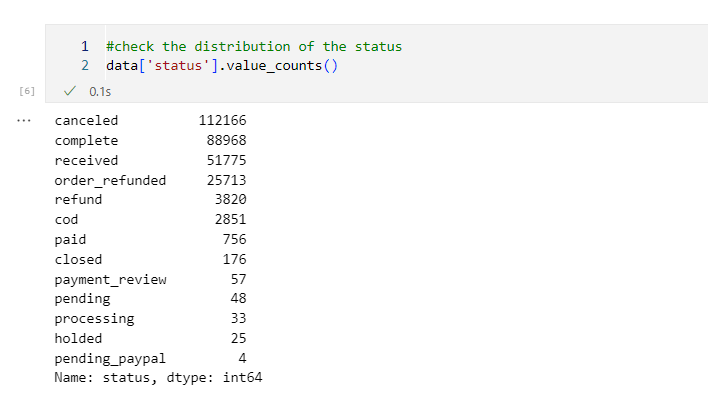 1 #check the distribution of the status
2 data['status'].value_counts()
[6] ✓ 0.1s
... canceled 112166
complete 88968
received 51775
order_refunded 25713
refund 3820
cod 2851
paid 756
closed 176
payment_review 57
pending 48
processing 33
holded 25
pending_paypal 4
Name: status, dtype: int64